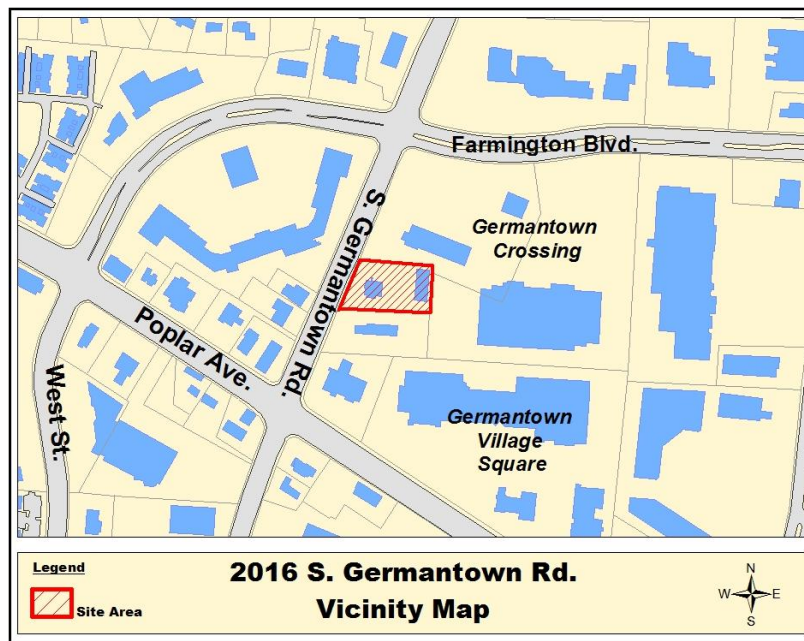 Farmington Blvd.
S. Germantown Rd.
Germantown
Crossing
Poplar Ave.
West St.
Germantown
Village
Square
Legend
Site Area
2016 S. Germantown Rd.
Vicinity Map
N
W E
S